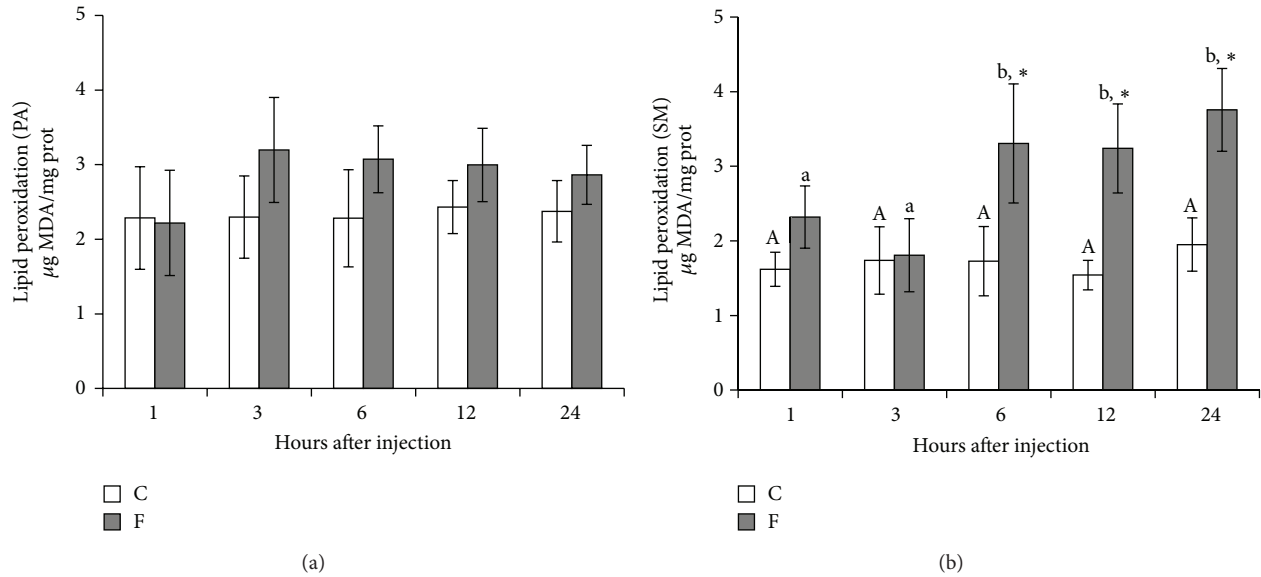 Lipid peroxidation (PA)
µg MDA/mg prot
5
4
3
2
1
0
1 3 6 12 24
Hours after injection
C
F
(a)
Lipid peroxidation (SM)
µg MDA/mg prot
5
4
3
2
1
0
A a A a A b, * A b, * A b, *
1 3 6 12 24
Hours after injection
C
F
(b)